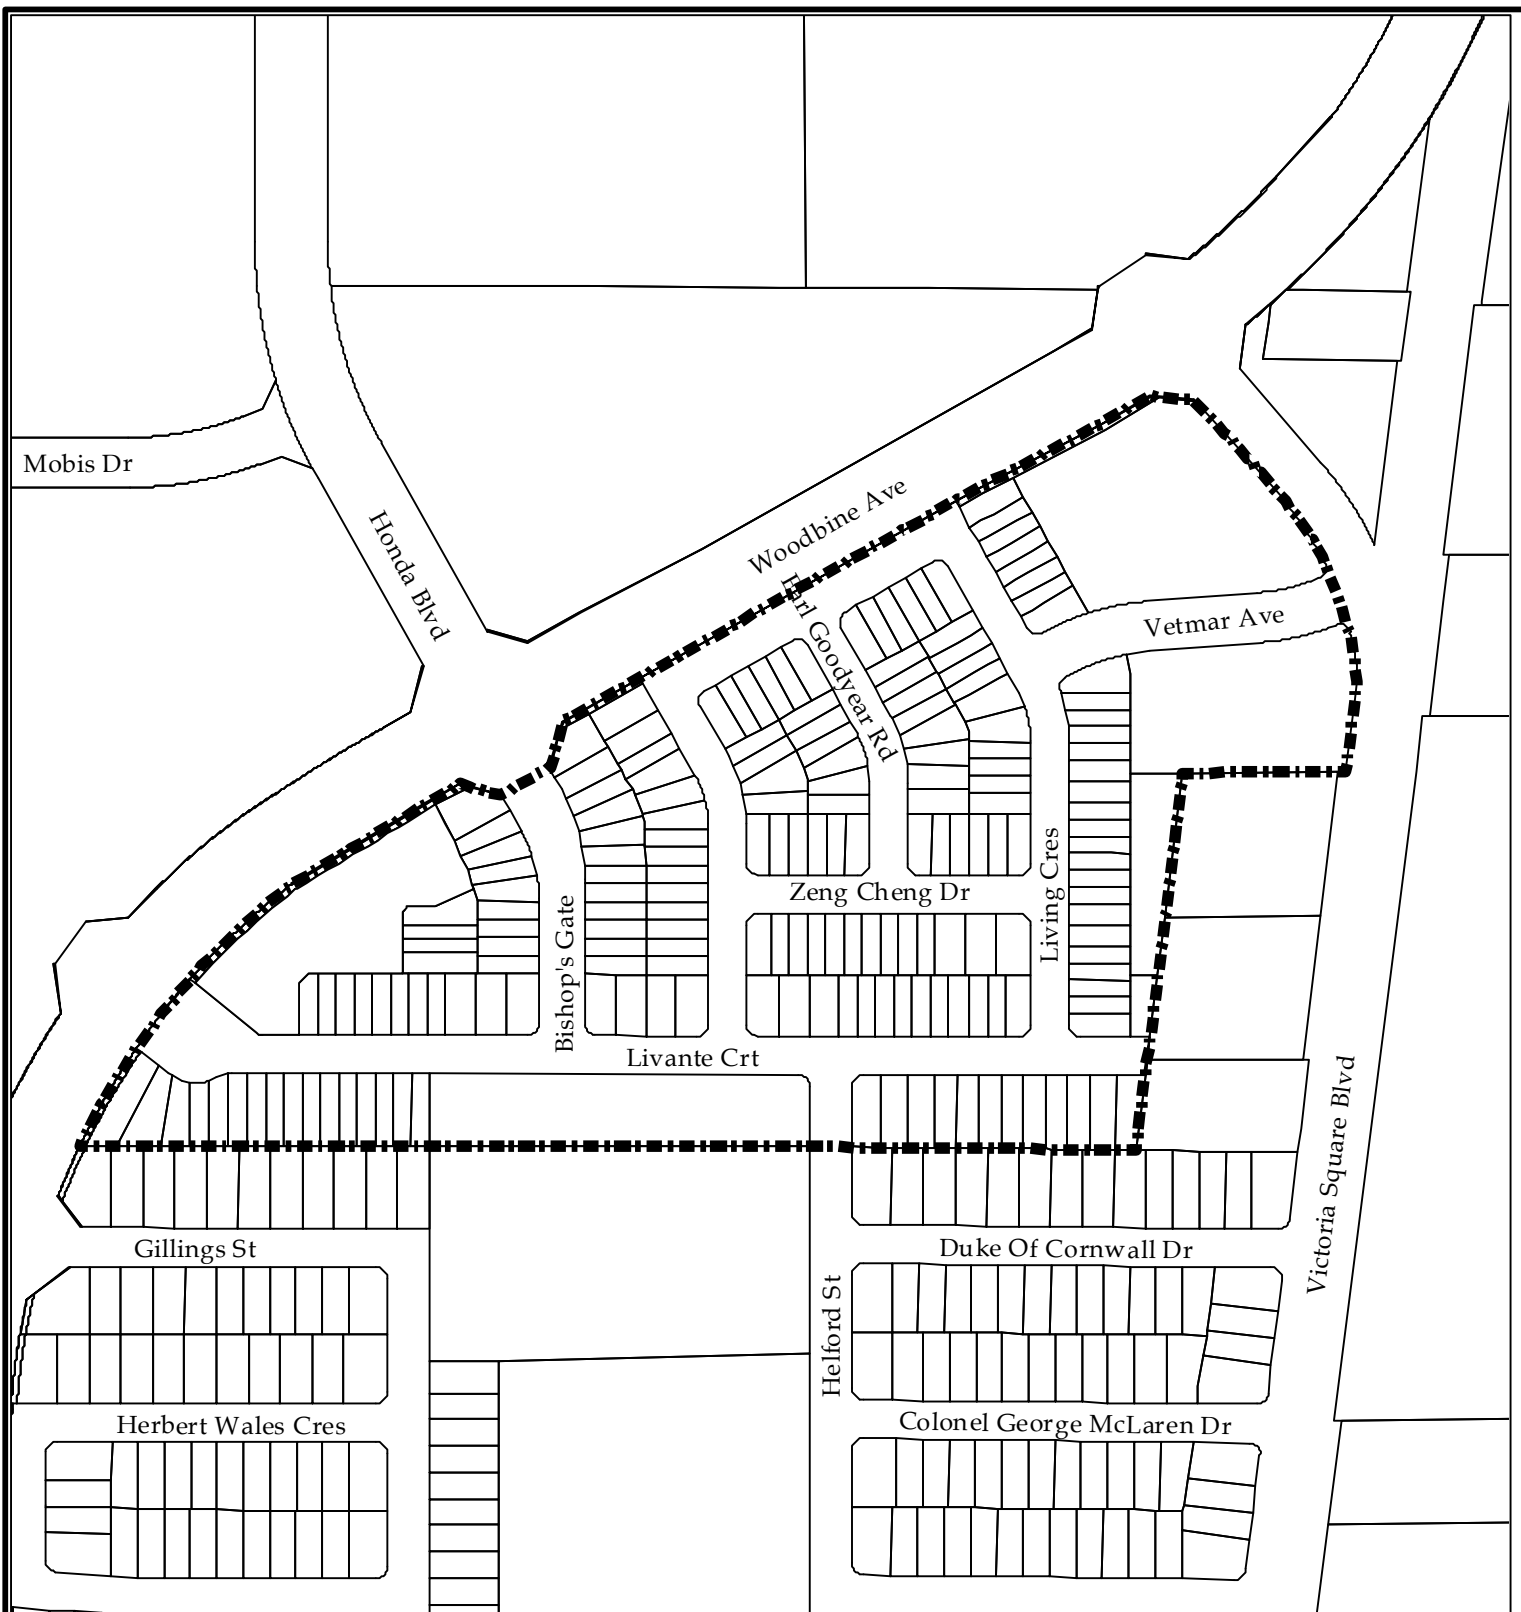 Mobis Dr
Honda Blvd
Woodbine Ave
Earl Goodyear Rd
Vetmar Ave
Zeng Cheng Dr
Living Cres
Bishop's Gate
Livante Crt
Victoria Square Blvd
Gillings St
Duke Of Cornwall Dr
Helford St
Herbert Wales Cres
Colonel George McLaren Dr